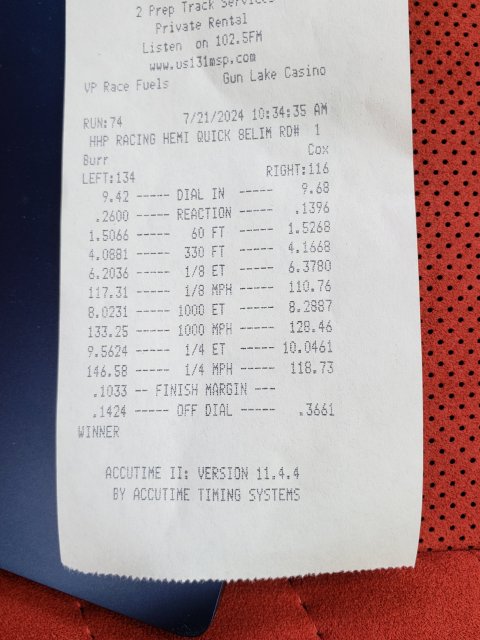 2 Prep Track Services
Private Rental
Listen on 102.5FM
www.us131msp.com
VP Race Fuels Gun Lake Casino
RUN:74 7/21/2024 10:34:35 AM
HHP RACING HEMI QUICK 8ELIM RD# 1
Burr Cox
LEFT:134 RIGHT:116
9.42 ----- DIAL IN ----- 9.68
.2600 ----- REACTION ----- .1396
1.5066 ----- 60 FT ----- 1.5268
4.0881 ----- 330 FT ----- 4.1668
6.2036 ----- 1/8 ET ----- 6.3780
117.31 ----- 1/8 MPH ----- 110.76
8.0231 ----- 1000 ET ----- 8.2887
133.25 ----- 1000 MPH ----- 128.46
9.5624 ----- 1/4 ET ----- 10.0461
146.58 ----- 1/4 MPH ----- 118.73
.1033 -- FINISH MARGIN ---
.1424 ----- OFF DIAL ----- .3661
WINNER
ACCUTIME II: VERSION 11.4.4
BY ACCUTIME TIMING SYSTEMS